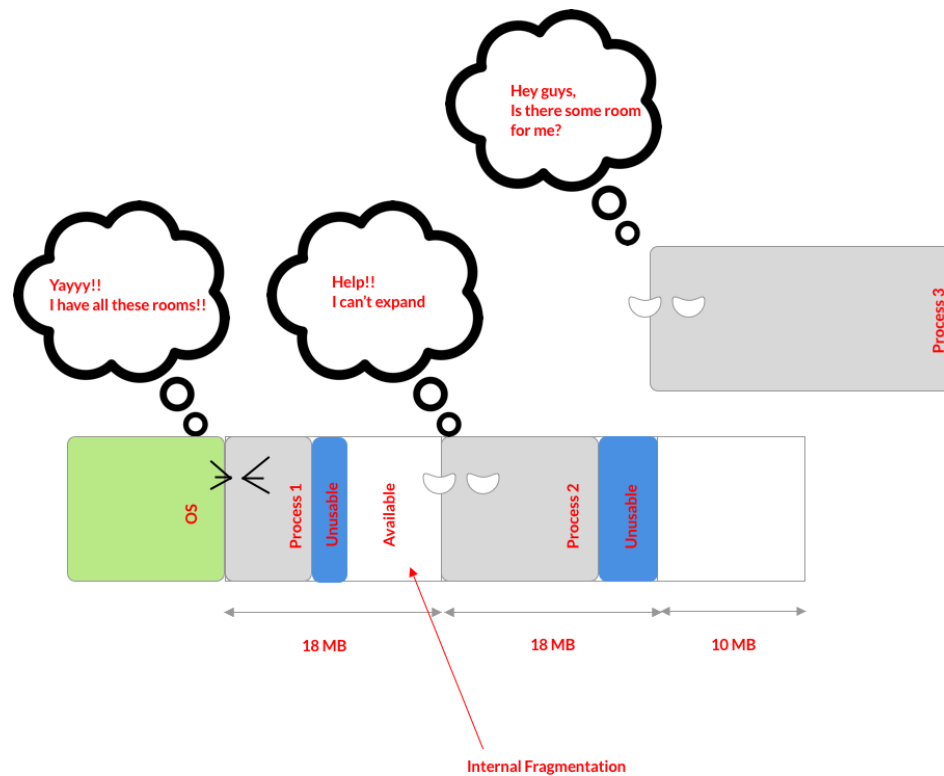 Hey guys,
Is there some room
for me?
Yayyy!!
I have all these rooms!!
Help!!
I can't expand
Process 3
OS
Process 1
Unusable
Available
Process 2
Unusable
18 MB
18 MB
10 MB
Internal Fragmentation